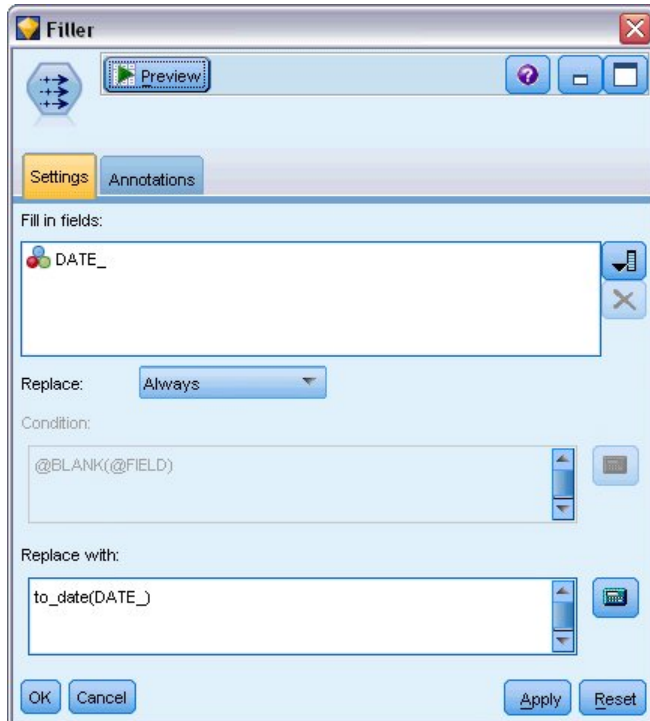 Filler
Preview
Settings
Annotations
Fill in fields:
DATE_
Replace:
Always
Condition:
@BLANK(@FIELD)
Replace with:
to_date(DATE_)
OK
Cancel
Apply
Reset